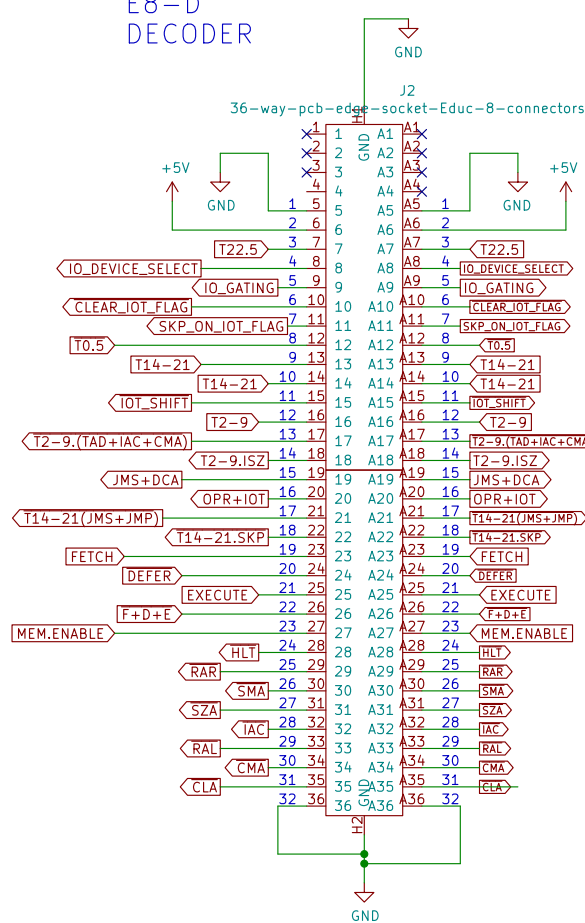 E8-D
DECODER
GND
J2
36-way-pcb-edge-socket-Educ-8-connectors
H1 GND
1 1 A1 A1
2 2 A2 A2
+5V 3 3 A3 A3 +5V
GND 4 4 A4 A4 GND
1 5 5 A5 A5 1
2 6 6 A6 A6 2
T22.5 3 7 7 A7 A7 3 T22.5
IO_DEVICE_SELECT 4 8 8 A8 A8 4 IO_DEVICE_SELECT
IO_GATING 5 9 9 A9 A9 5 IO_GATING
CLEAR_IOT_FLAG 6 10 10 A10 A10 6 CLEAR_IOT_FLAG
SKP_ON_IOT_FLAG 7 11 11 A11 A11 7 SKP_ON_IOT_FLAG
T0.5 8 12 12 A12 A12 8 T0.5
T14-21 9 13 13 A13 A13 9 T14-21
T14-21 10 14 14 A14 A14 10 T14-21
IOT_SHIFT 11 15 15 A15 A15 11 IOT_SHIFT
T2-9 12 16 16 A16 A16 12 T2-9
T2-9.(TAD+IAC+CMA) 13 17 17 A17 A17 13 T2-9.(TAD+IAC+CMA
T2-9.ISZ 14 18 18 A18 A18 14 T2-9.ISZ
JMS+DCA 15 19 19 A19 A19 15 JMS+DCA
OPR+IOT 16 20 20 A20 A20 16 OPR+IOT
T14-21(JMS+JMP) 17 21 21 A21 A21 17 T14-21(JMS+JMP)
T14-21.SKP 18 22 22 A22 A22 18 T14-21.SKP
FETCH 19 23 23 A23 A23 19 FETCH
DEFER 20 24 24 A24 A24 20 DEFER
EXECUTE 21 25 25 A25 A25 21 EXECUTE
F+D+E 22 26 26 A26 A26 22 F+D+E
MEM.ENABLE 23 27 27 A27 A27 23 MEM.ENABLE
HLT 24 28 28 A28 A28 24 HLT
RAR 25 29 29 A29 A29 25 RAR
SMA 26 30 30 A30 A30 26 SMA
SZA 27 31 31 A31 A31 27 SZA
IAC 28 32 32 A32 A32 28 IAC
RAL 29 33 33 A33 A33 29 RAL
CMA 30 34 34 A34 A34 30 CMA
CLA 31 35 35 A35 A35 31 CLA
32 36 36 A36 A36 32
H2 GND
GND